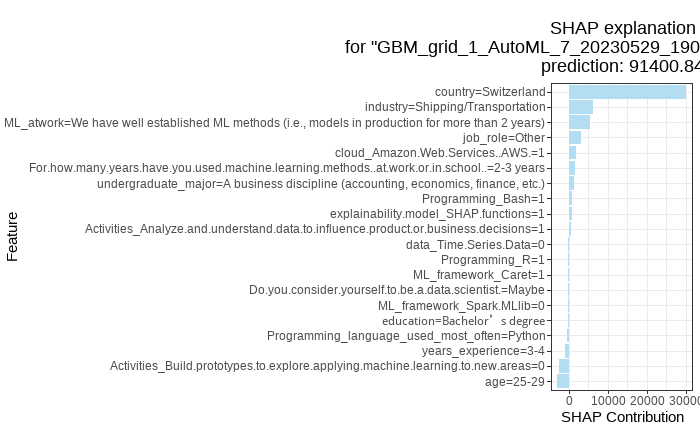 SHAP explanation
for "GBM_grid_1_AutoML_7_20230529_190
prediction: 91400.84
Feature
country=Switzerland
industry=Shipping/Transportation
ML_atwork=We have well established ML methods (i.e., models in production for more than 2 years)
job_role=Other
cloud_Amazon.Web.Services..AWS.=1
For.how.many.years.have.you.used.machine.learning.methods..at.work.or.in.school..=2-3 years
undergraduate_major=A business discipline (accounting, economics, finance, etc.)
Programming_Bash=1
explainability.model_SHAP.functions=1
Activities_Analyze.and.understand.data.to.influence.product.or.business.decisions=1
data_Time.Series.Data=0
Programming_R=1
ML_framework_Caret=1
Do.you.consider.yourself.to.be.a.data.scientist.=Maybe
ML_framework_Spark.MLlib=0
education=Bachelor’s degree
Programming_language_used_most_often=Python
years_experience=3-4
Activities_Build.prototypes.to.explore.applying.machine.learning.to.new.areas=0
age=25-29
0 10000 20000 30000
SHAP Contribution